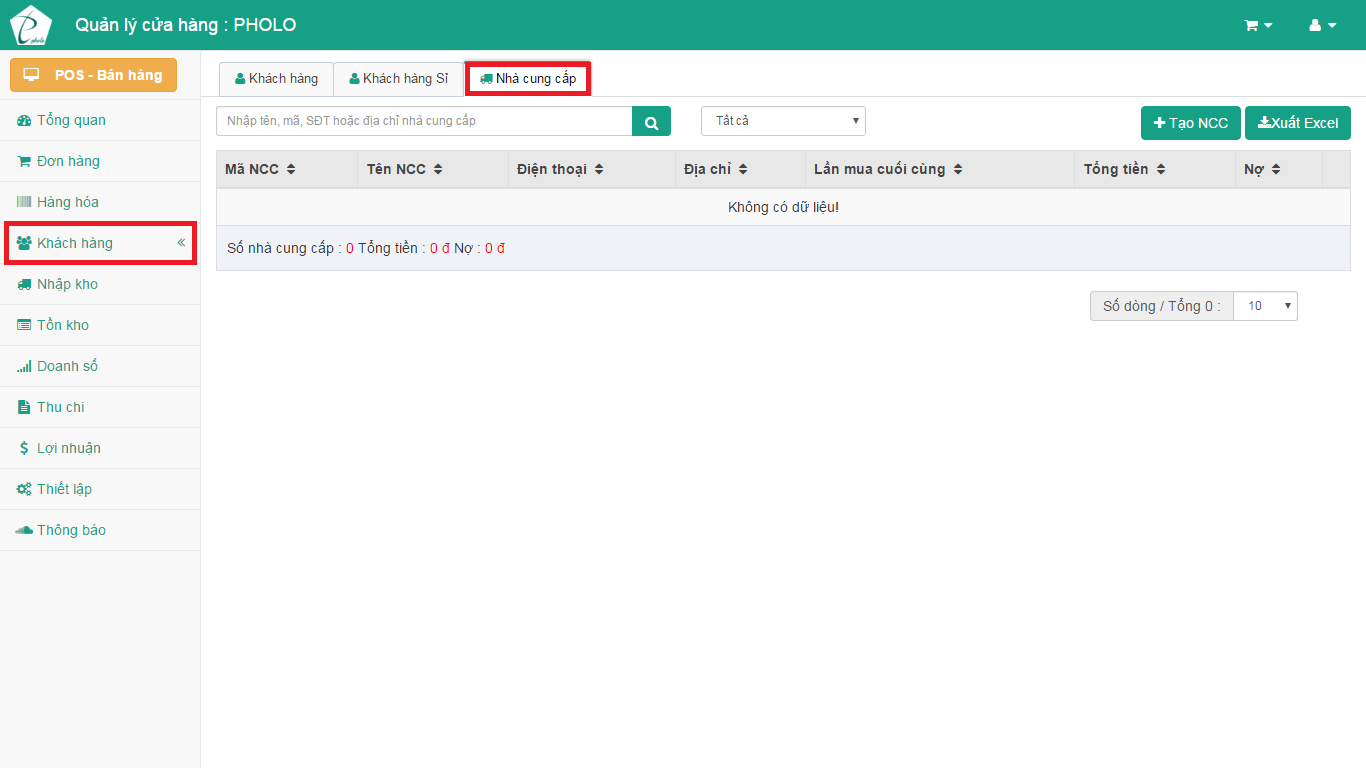 pholo
Quản lý cửa hàng : PHOLO
POS - Bán hàng
Tổng quan
Đơn hàng
Hàng hóa
Khách hàng
Nhập kho
Tồn kho
Doanh số
Thu chi
Lợi nhuận
Thiết lập
Thông báo
Khách hàng Khách hàng Sỉ Nhà cung cấp
Nhập tên, mã, SĐT hoặc địa chỉ nhà cung cấp Tất cả Tạo NCC Xuất Excel
Mã NCC Tên NCC Điện thoại Địa chỉ Lần mua cuối cùng Tổng tiền Nợ
Không có dữ liệu!
Số nhà cung cấp : 0 Tổng tiền : 0 đ Nợ : 0 đ
Số dòng / Tổng 0 : 10